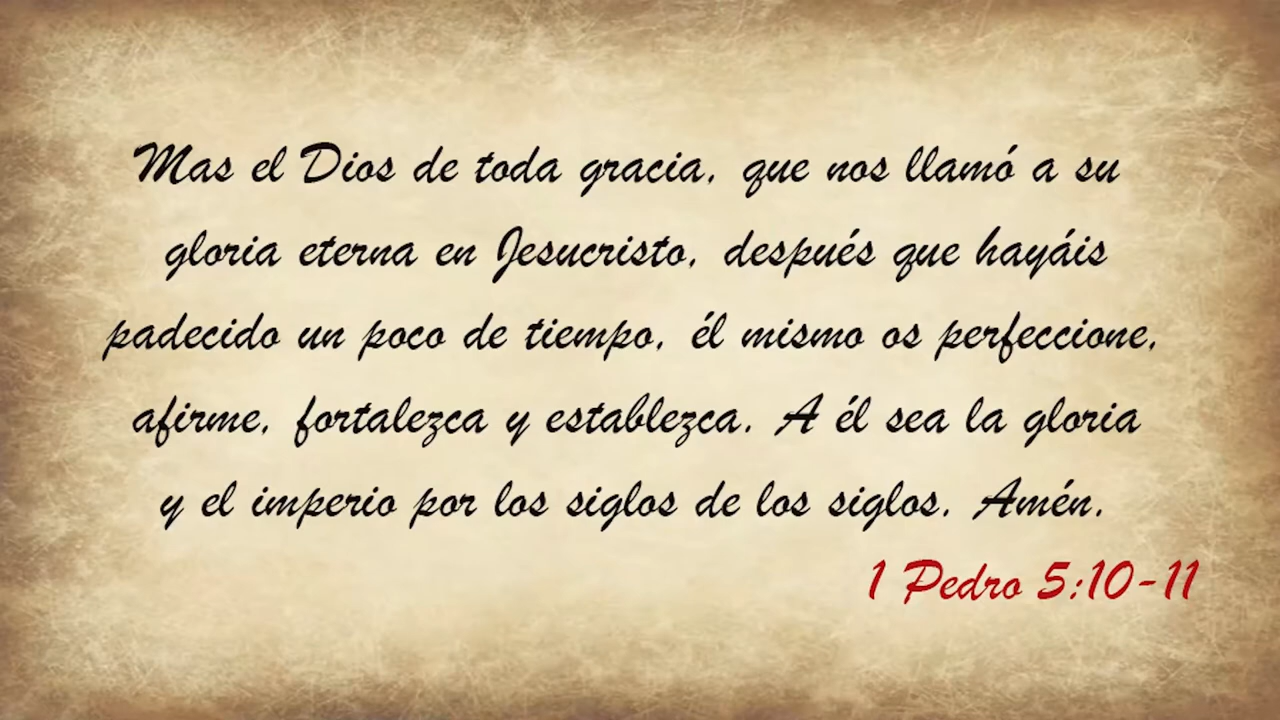 Mas el Dios de toda gracia, que nos llamó a su
gloria eterna en Jesucristo, después que hayáis
padecido un poco de tiempo, él mismo os perfeccione,
afirme, fortalezca y establezca. A él sea la gloria
y el imperio por los siglos de los siglos. Amén.
1 Pedro 5:10-11